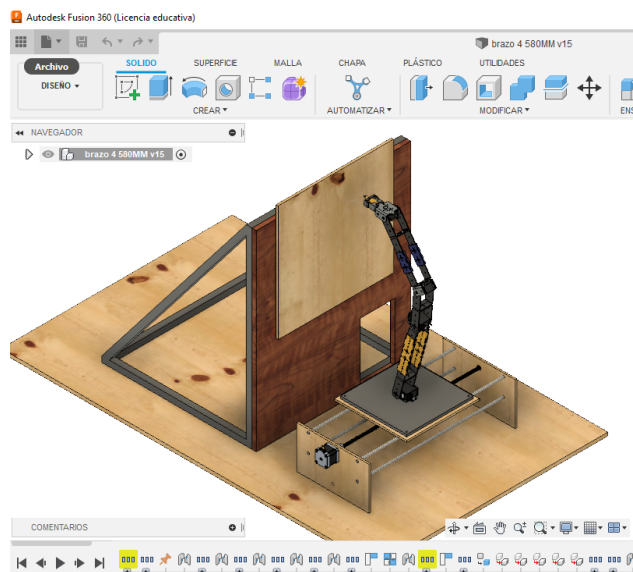 Autodesk Fusion 360 (Licencia educativa)
brazo 4 580MM v15
Archivo
DISEÑO
SOLIDO SUPERFICIE MALLA CHAPA PLÁSTICO UTILIDADES
CREAR AUTOMATIZAR MODIFICAR ENS
NAVEGADOR
brazo 4 580MM v15
COMENTARIOS